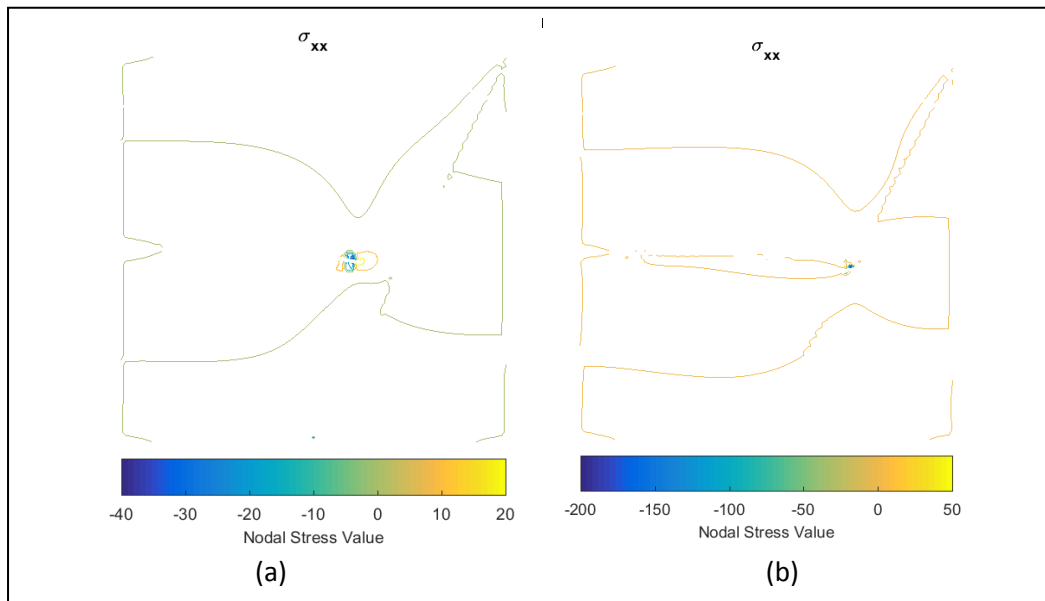 σxx
σxx
-40 -30 -20 -10 0 10 20
Nodal Stress Value
-200 -150 -100 -50 0 50
Nodal Stress Value
(a)
(b)